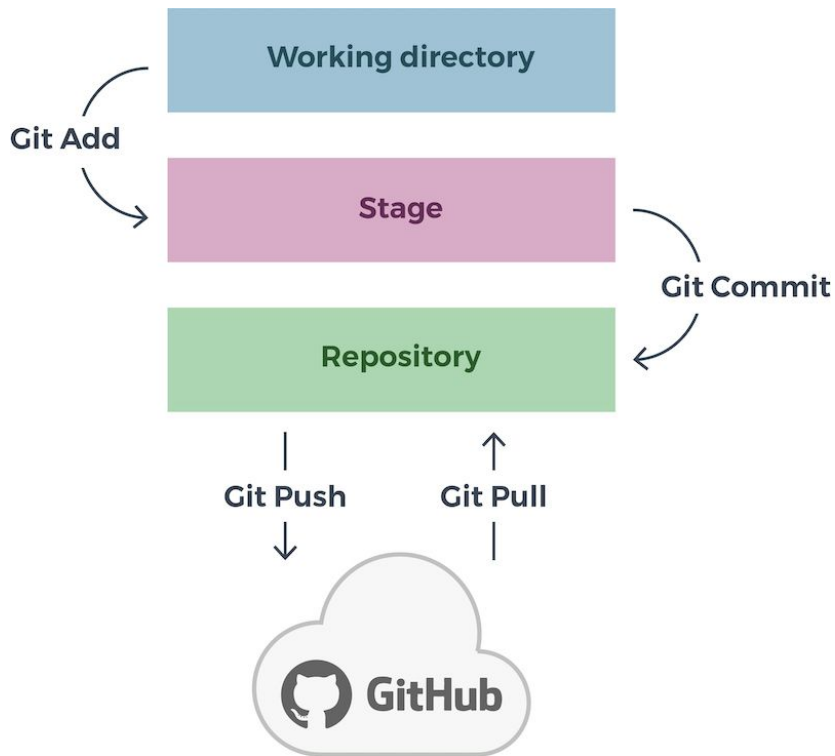 Working directory
Git Add
Stage
Git Commit
Repository
Git Push
Git Pull
GitHub